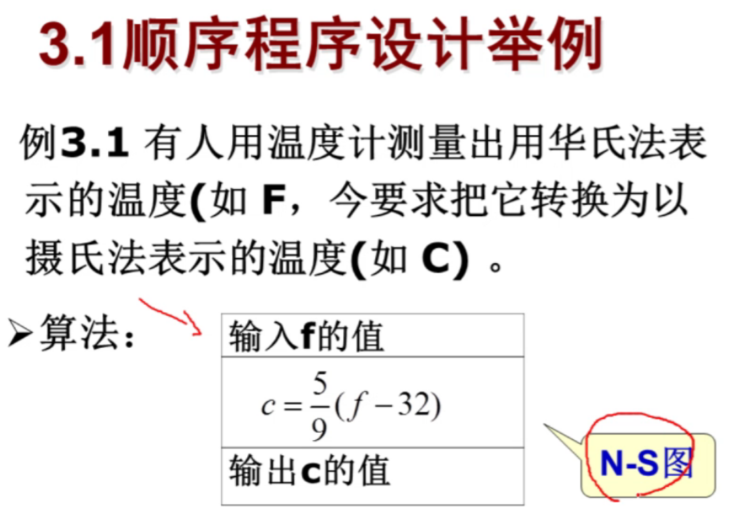 3.1顺序程序设计举例
例3.1 有人用温度计测量出用华氏法表
示的温度(如 F，今要求把它转换为以
摄氏法表示的温度(如 C) 。
➢算法：
输入f的值
c = 5/9 (f − 32)
输出c的值
N-S图